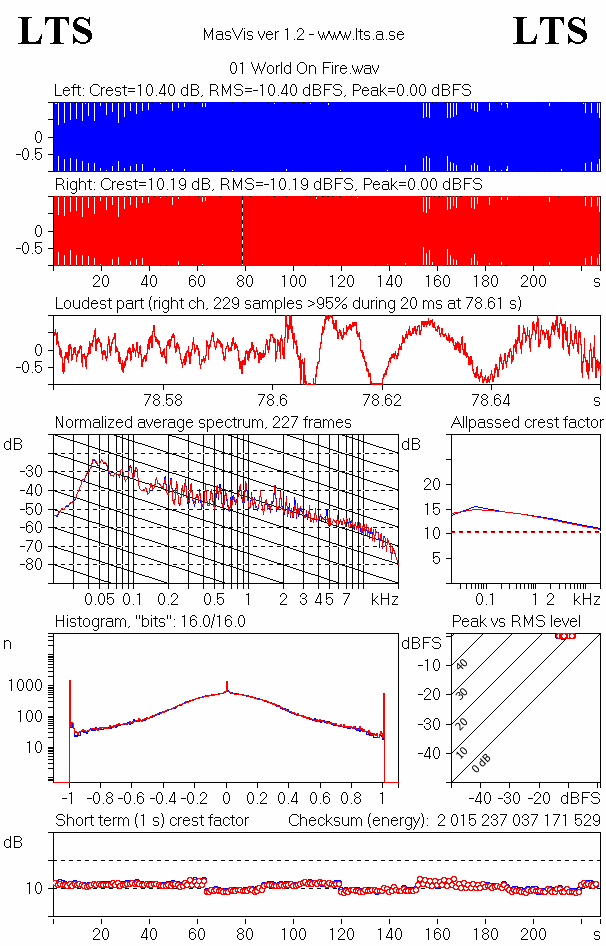 LTS
MasVis ver 1.2 - www.lts.a.se
LTS
01 World On Fire.wav
Left: Crest=10.40 dB, RMS=-10.40 dBFS, Peak=0.00 dBFS
0
-0.5
Right: Crest=10.19 dB, RMS=-10.19 dBFS, Peak=0.00 dBFS
0
-0.5
20 40 60 80 100 120 140 160 180 200 s
Loudest part (right ch, 229 samples >95% during 20 ms at 78.61 s)
0
-0.5
78.58 78.6 78.62 78.64 s
Normalized average spectrum, 227 frames
dB
-30
-40
-50
-60
-70
-80
0.05 0.1 0.2 0.5 1 2 3 4 5 7 kHz
Allpassed crest factor
dB
20
15
10
5
0.1 1 2 kHz
Histogram, "bits": 16.0/16.0
n
1000
100
10
-1 -0.8 -0.6 -0.4 -0.2 0 0.2 0.4 0.6 0.8 1
Peak vs RMS level
dBFS
-10
-20
-30
-40
40
30
20
10
0 dB
-40 -30 -20 dBFS
Short term (1 s) crest factor
Checksum (energy): 2 015 237 037 171 529
dB
10
20 40 60 80 100 120 140 160 180 200 s